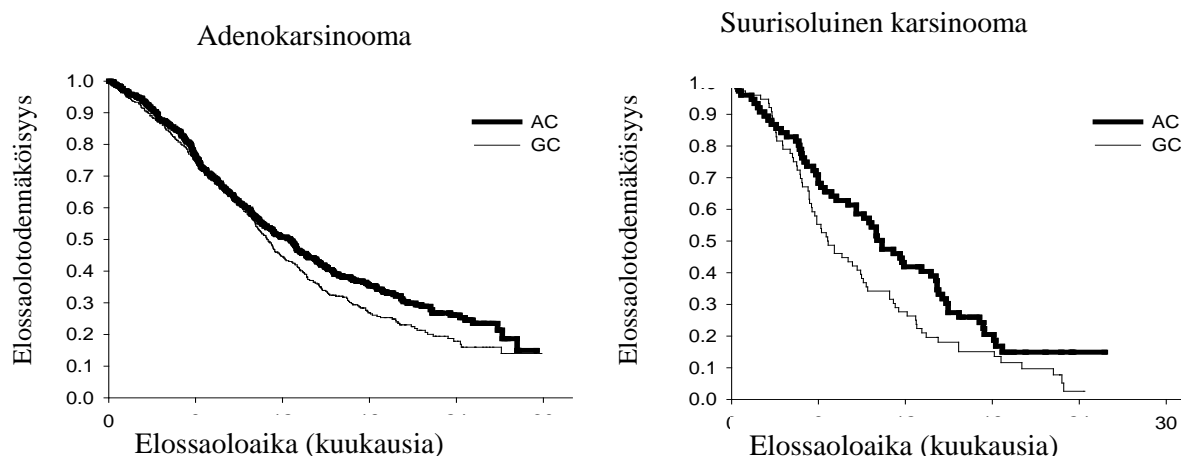 Adenokarsinooma
Elossaolotodennäköisyys
1.0
0.9
0.8
0.7
0.6
0.5
0.4
0.3
0.2
0.1
0.0
AC
GC
0
Elossaoloaika (kuukausia)
Suurisoluinen karsinooma
Elossaolotodennäköisyys
0.9
0.8
0.7
0.6
0.5
0.4
0.3
0.2
0.1
0.0
AC
GC
0
30
Elossaoloaika (kuukausia)